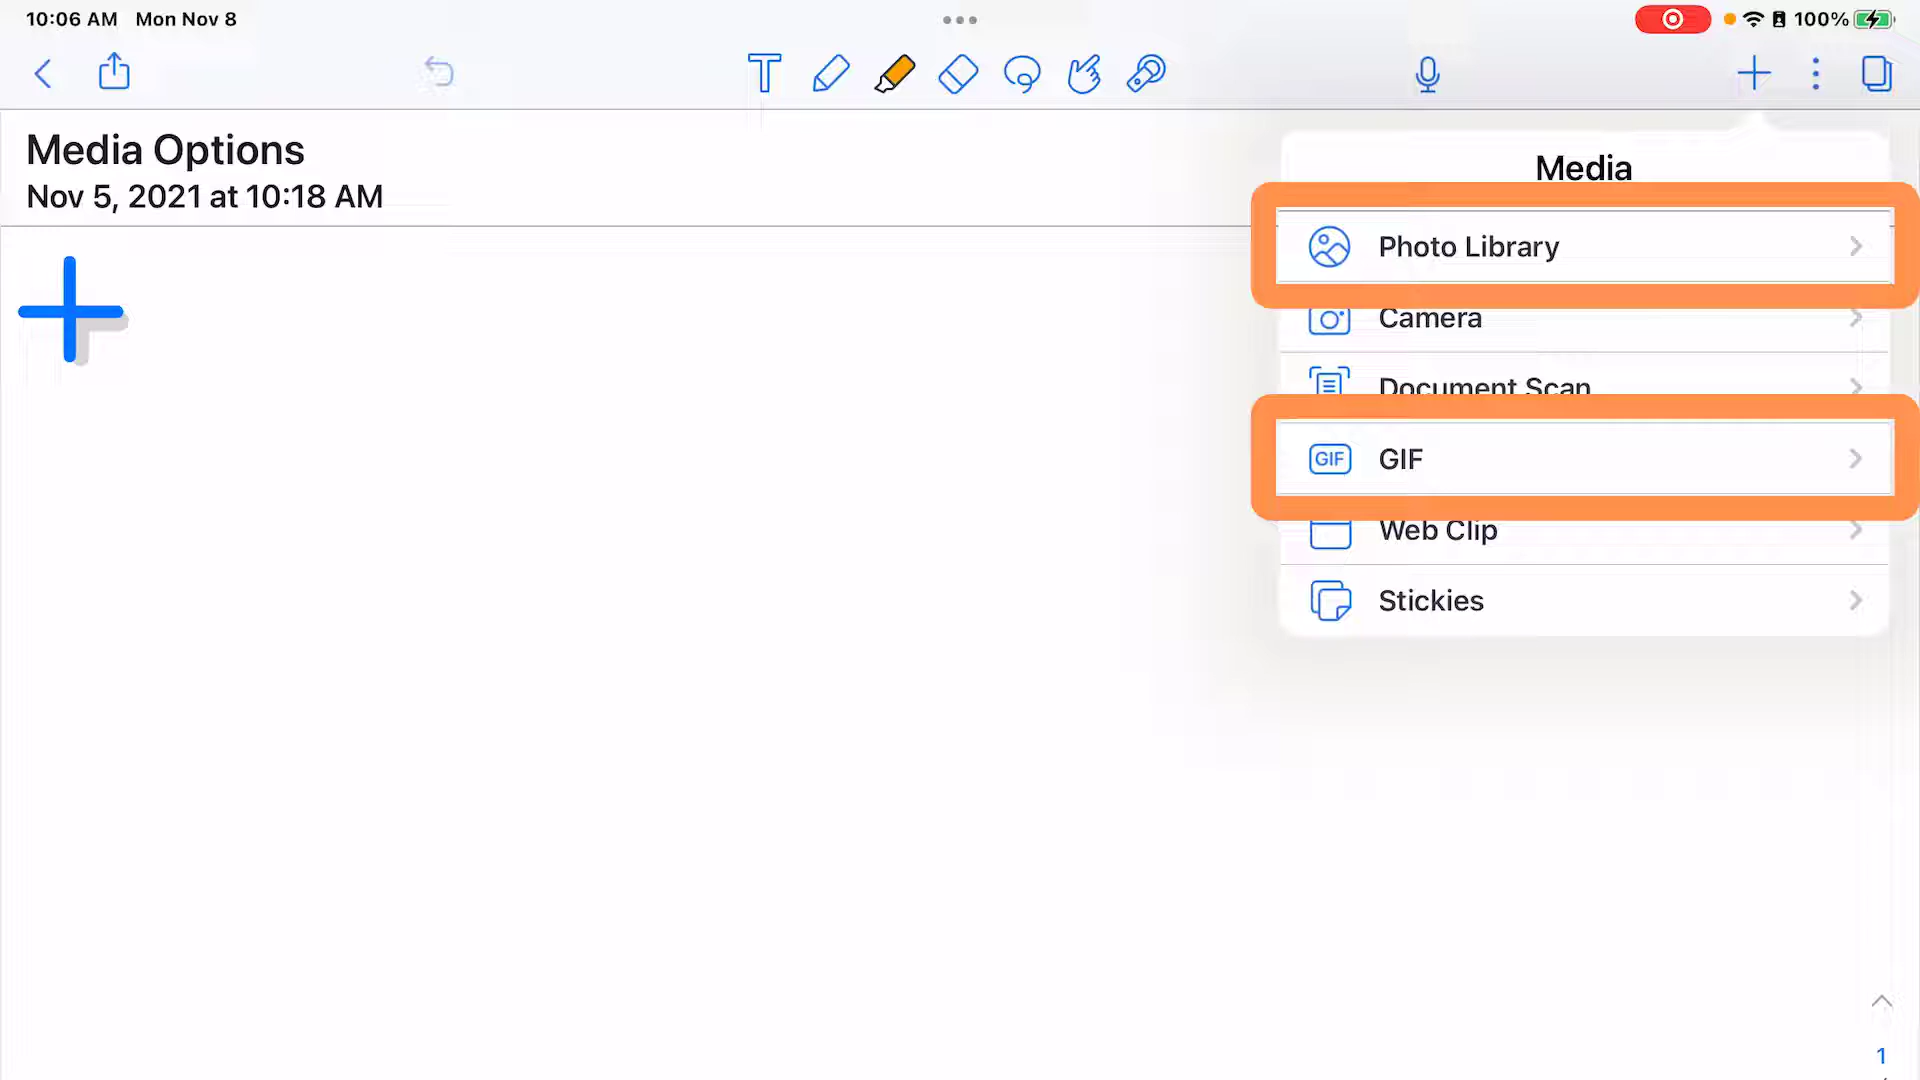 10:06 AM Mon Nov 8
100%
Media Options
Nov 5, 2021 at 10:18 AM
Media
Photo Library
Camera
Document Scan
GIF GIF
Web Clip
Stickies
1